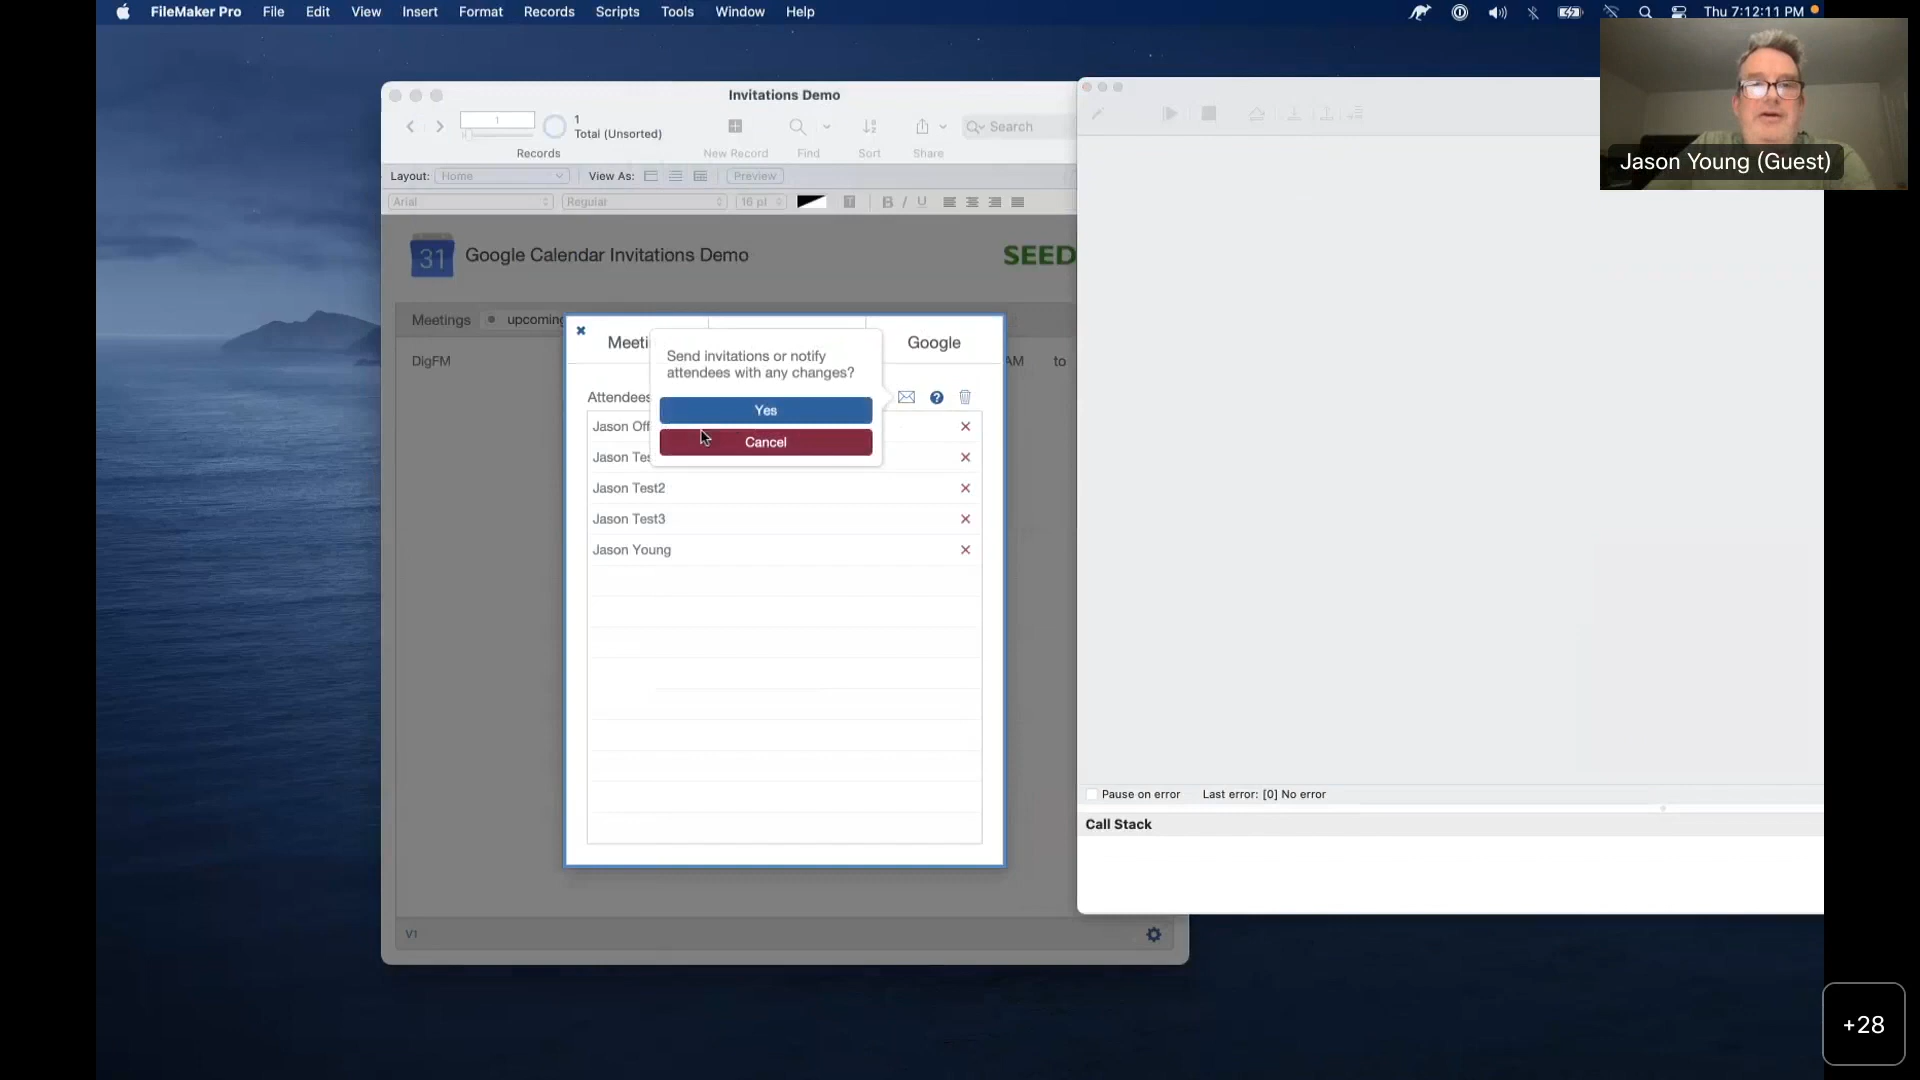 FileMaker Pro File Edit View Insert Format Records Scripts Tools Window Help
Thu 7:12:11 PM
Jason Young (Guest)
Invitations Demo
1
1
Total (Unsorted)
Search
Records
New Record
Find
Sort
Share
Layout: Home
View As:
Preview
Arial
Regular
16 pt
B I U
31
Google Calendar Invitations Demo
SEED
Meetings
upcoming
DigFM
AM to
Meeti
Google
Send invitations or notify
attendees with any changes?
Yes
Cancel
Attendees
Jason Off
Jason Tes
Jason Test2
Jason Test3
Jason Young
V1
Pause on error
Last error: [0] No error
Call Stack
+28